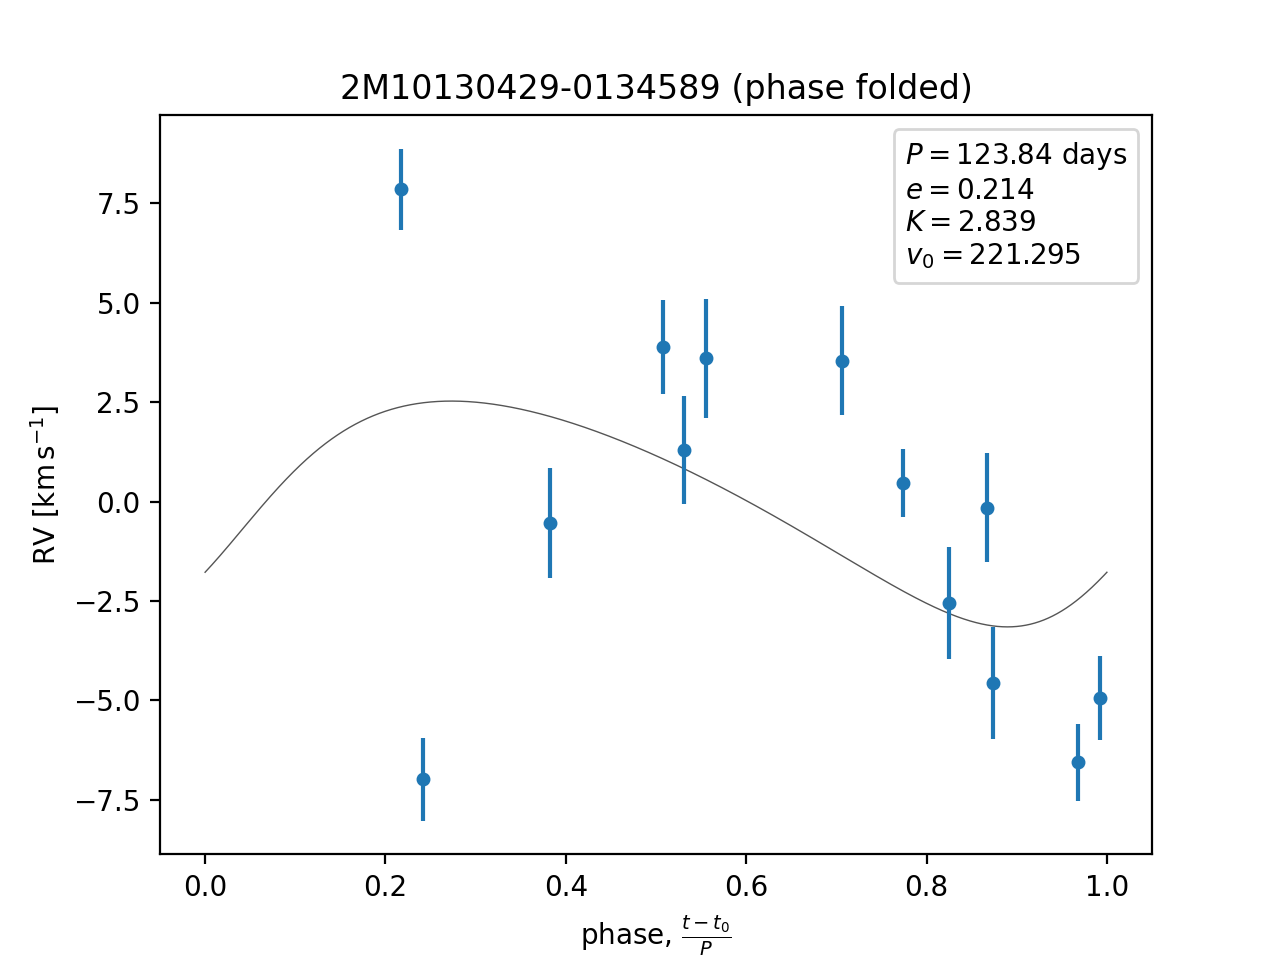 2M10130429-0134589 (phase folded)
P = 123.84 days
e = 0.214
K = 2.839
v₀ = 221.295
7.5
5.0
2.5
0.0
−2.5
−5.0
−7.5
RV [km s⁻¹]
0.0 0.2 0.4 0.6 0.8 1.0
phase, (t − t₀)/P